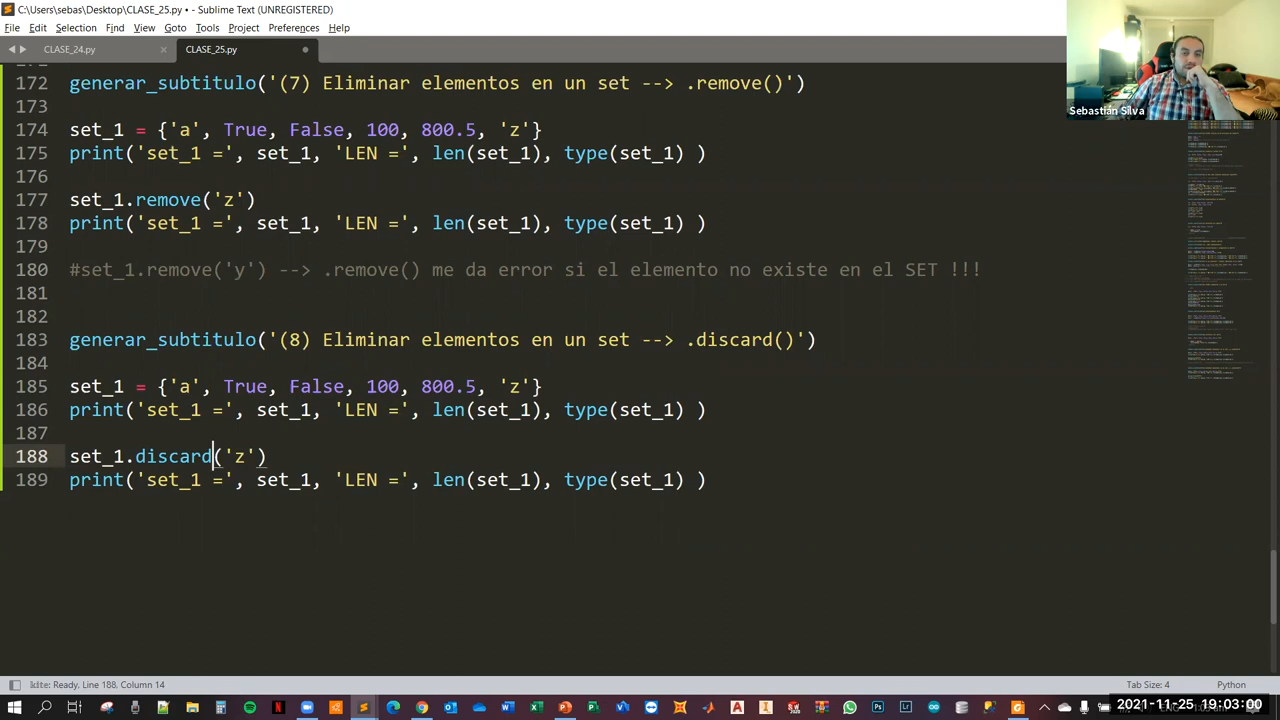 C:\Users\sebas\Desktop\CLASE_25.py • - Sublime Text (UNREGISTERED)
File Edit Selection Find View Goto Tools Project Preferences Help
CLASE_24.py × CLASE_25.py
Sebastián Silva
172 generar_subtitulo('(7) Eliminar elementos en un set --> .remove()')
173
174 set_1 = {'a', True, False, 100, 800.5, 'z'}
175 print('set_1 =', set_1, 'LEN =', len(set_1), type(set_1) )
176
177 set_1.remove('z')
178 print('set_1 =', set_1, 'LEN =', len(set_1), type(set_1) )
179
180 #set_1.remove('y') --> .remove() me da error si el elemento no existe en el SET!!!
181
182
183 generar_subtitulo('(8) Eliminar elementos en un set --> .discard()')
184
185 set_1 = {'a', True, False, 100, 800.5, 'z'}
186 print('set_1 =', set_1, 'LEN =', len(set_1), type(set_1) )
187
188 set_1.discard('z')
189 print('set_1 =', set_1, 'LEN =', len(set_1), type(set_1) )
Ready, Line 188, Column 14 Tab Size: 4 Python
2021-11-25 19:03:00